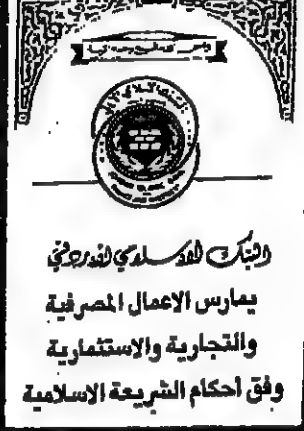 البنك الاسلامي الاردني
يمارس الاعمال المصرفية
والتجارية والاستثمارية
وفق أحكام الشريعة الاسلامية